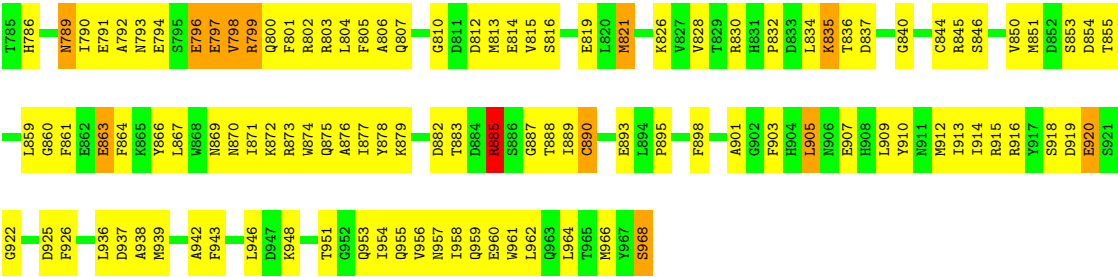 T785 H786 N789 I790 E791 A792 N793 E794 S795 E796 E797 V798 R799 Q800 F801 R802 R803 L804 F805 A806 Q807 G810 D811 D812 M813 E814 V815 S816 E819 L820 M821 K826 V827 V828 T829 R830 H831 P832 D833 L834 K835 T836 D837 G840 C844 R845 S846 V850 M851 D852 S853 D854 T855
L859 G860 F861 E862 E863 F864 K865 Y866 L867 W868 N869 N870 I871 K872 R873 W874 Q875 A876 I877 Y878 K879 D882 T883 D884 R885 S886 G887 T888 I889 C890 E893 L894 P895 F898 A901 G902 F903 H904 L905 N906 E907 H908 L909 Y910 N911 M912 I913 I914 R915 R916 Y917 S918 D919 E920 S921
G922 D925 F926 L936 D937 A938 M939 A942 F943 L946 D947 K948 T951 G952 Q953 I954 Q955 V956 N957 I958 Q959 E960 W961 L962 Q963 L964 T965 M966 Y967 S968